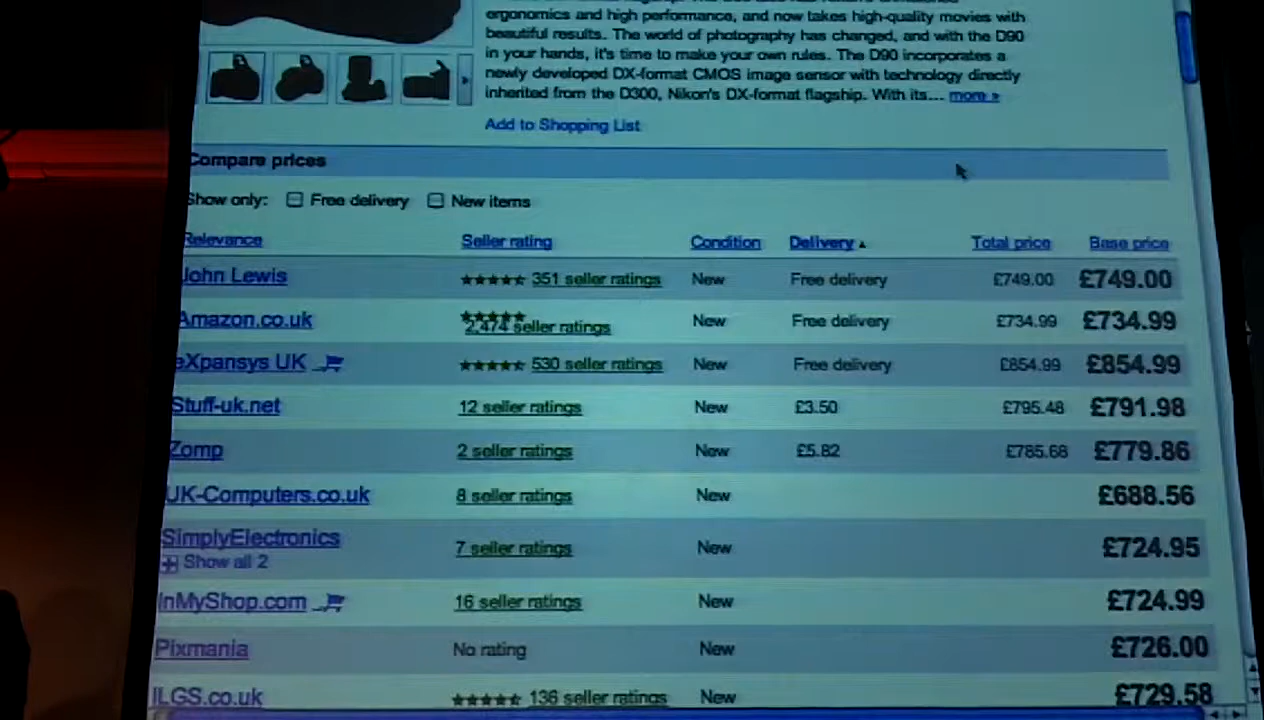 ergonomics and high performance, and now takes high-quality movies with
beautiful results. The world of photography has changed, and with the D90
in your hands, it's time to make your own rules. The D90 incorporates a
newly developed DX-format CMOS image sensor with technology directly
inherited from the D300, Nikon's DX-format flagship. With its... more »
Add to Shopping List
Compare prices
Show only: Free delivery New items
Relevance Seller rating Condition Delivery ▲ Total price Base price
John Lewis ★★★★★ 351 seller ratings New Free delivery £749.00 £749.00
Amazon.co.uk ★★★★★ 2,474 seller ratings New Free delivery £734.99 £734.99
eXpansys UK ★★★★★ 530 seller ratings New Free delivery £854.99 £854.99
Stuff-uk.net 12 seller ratings New £3.50 £795.48 £791.98
Zomp 2 seller ratings New £5.82 £785.68 £779.86
UK-Computers.co.uk 8 seller ratings New £688.56
SimplyElectronics 7 seller ratings New £724.95
Show all 2
InMyShop.com 16 seller ratings New £724.99
Pixmania No rating New £726.00
ILGS.co.uk ★★★★★ 136 seller ratings New £729.58